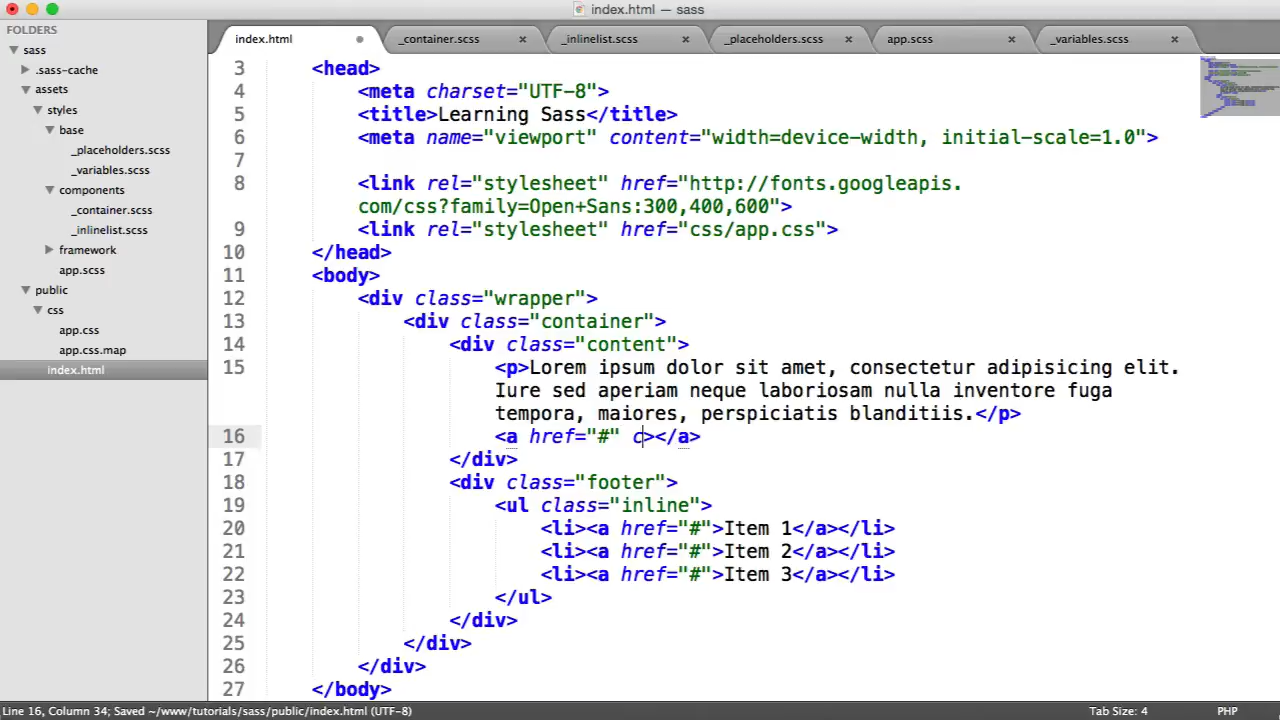 index.html — sass
FOLDERS
sass
.sass-cache
assets
styles
base
_placeholders.scss
_variables.scss
components
_container.scss
_inlinelist.scss
framework
app.scss
public
css
app.css
app.css.map
index.html
index.html
_container.scss
_inlinelist.scss
_placeholders.scss
app.scss
_variables.scss
3 <head>
4 <meta charset="UTF-8">
5 <title>Learning Sass</title>
6 <meta name="viewport" content="width=device-width, initial-scale=1.0">
7
8 <link rel="stylesheet" href="http://fonts.googleapis.
com/css?family=Open+Sans:300,400,600">
9 <link rel="stylesheet" href="css/app.css">
10 </head>
11 <body>
12 <div class="wrapper">
13 <div class="container">
14 <div class="content">
15 <p>Lorem ipsum dolor sit amet, consectetur adipisicing elit.
Iure sed aperiam neque laboriosam nulla inventore fuga
tempora, maiores, perspiciatis blanditiis.</p>
16 <a href="#" c></a>
17 </div>
18 <div class="footer">
19 <ul class="inline">
20 <li><a href="#">Item 1</a></li>
21 <li><a href="#">Item 2</a></li>
22 <li><a href="#">Item 3</a></li>
23 </ul>
24 </div>
25 </div>
26 </div>
27 </body>
Line 16, Column 34; Saved ~/www/tutorials/sass/public/index.html (UTF-8)
Tab Size: 4
PHP